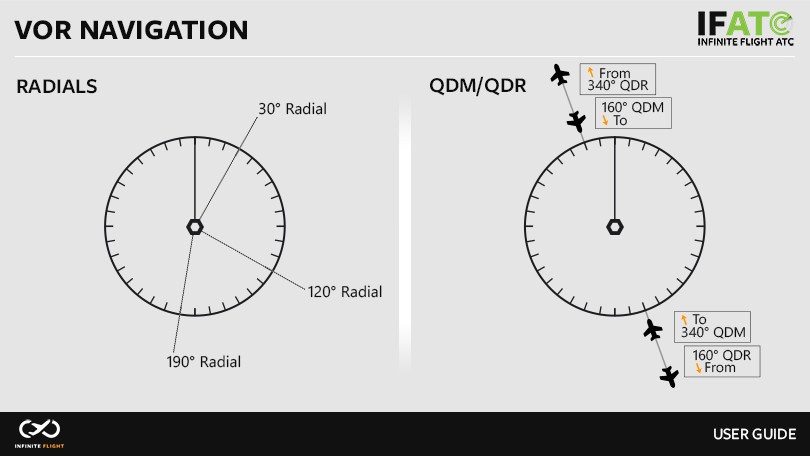 VOR NAVIGATION
IFATC
INFINITE FLIGHT ATC
RADIALS
30° Radial
120° Radial
190° Radial
QDM/QDR
From
340° QDR
160° QDM
To
To
340° QDM
160° QDR
From
INFINITE FLIGHT
USER GUIDE